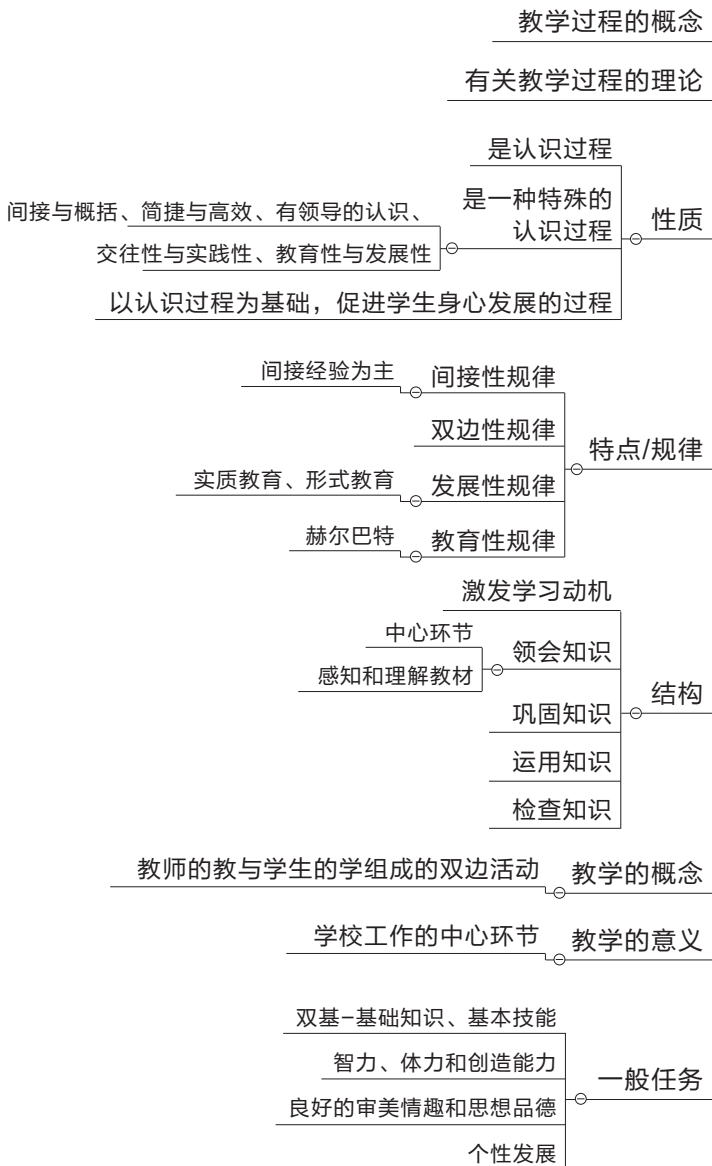 教学过程的概念
有关教学过程的理论
性质
是认识过程
是一种特殊的
认识过程
间接与概括、简捷与高效、有领导的认识、
交往性与实践性、教育性与发展性
以认识过程为基础，促进学生身心发展的过程
特点/规律
间接性规律
间接经验为主
双边性规律
发展性规律
实质教育、形式教育
教育性规律
赫尔巴特
结构
激发学习动机
领会知识
中心环节
感知和理解教材
巩固知识
运用知识
检查知识
教学的概念
教师的教与学生的学组成的双边活动
教学的意义
学校工作的中心环节
一般任务
双基-基础知识、基本技能
智力、体力和创造能力
良好的审美情趣和思想品德
个性发展